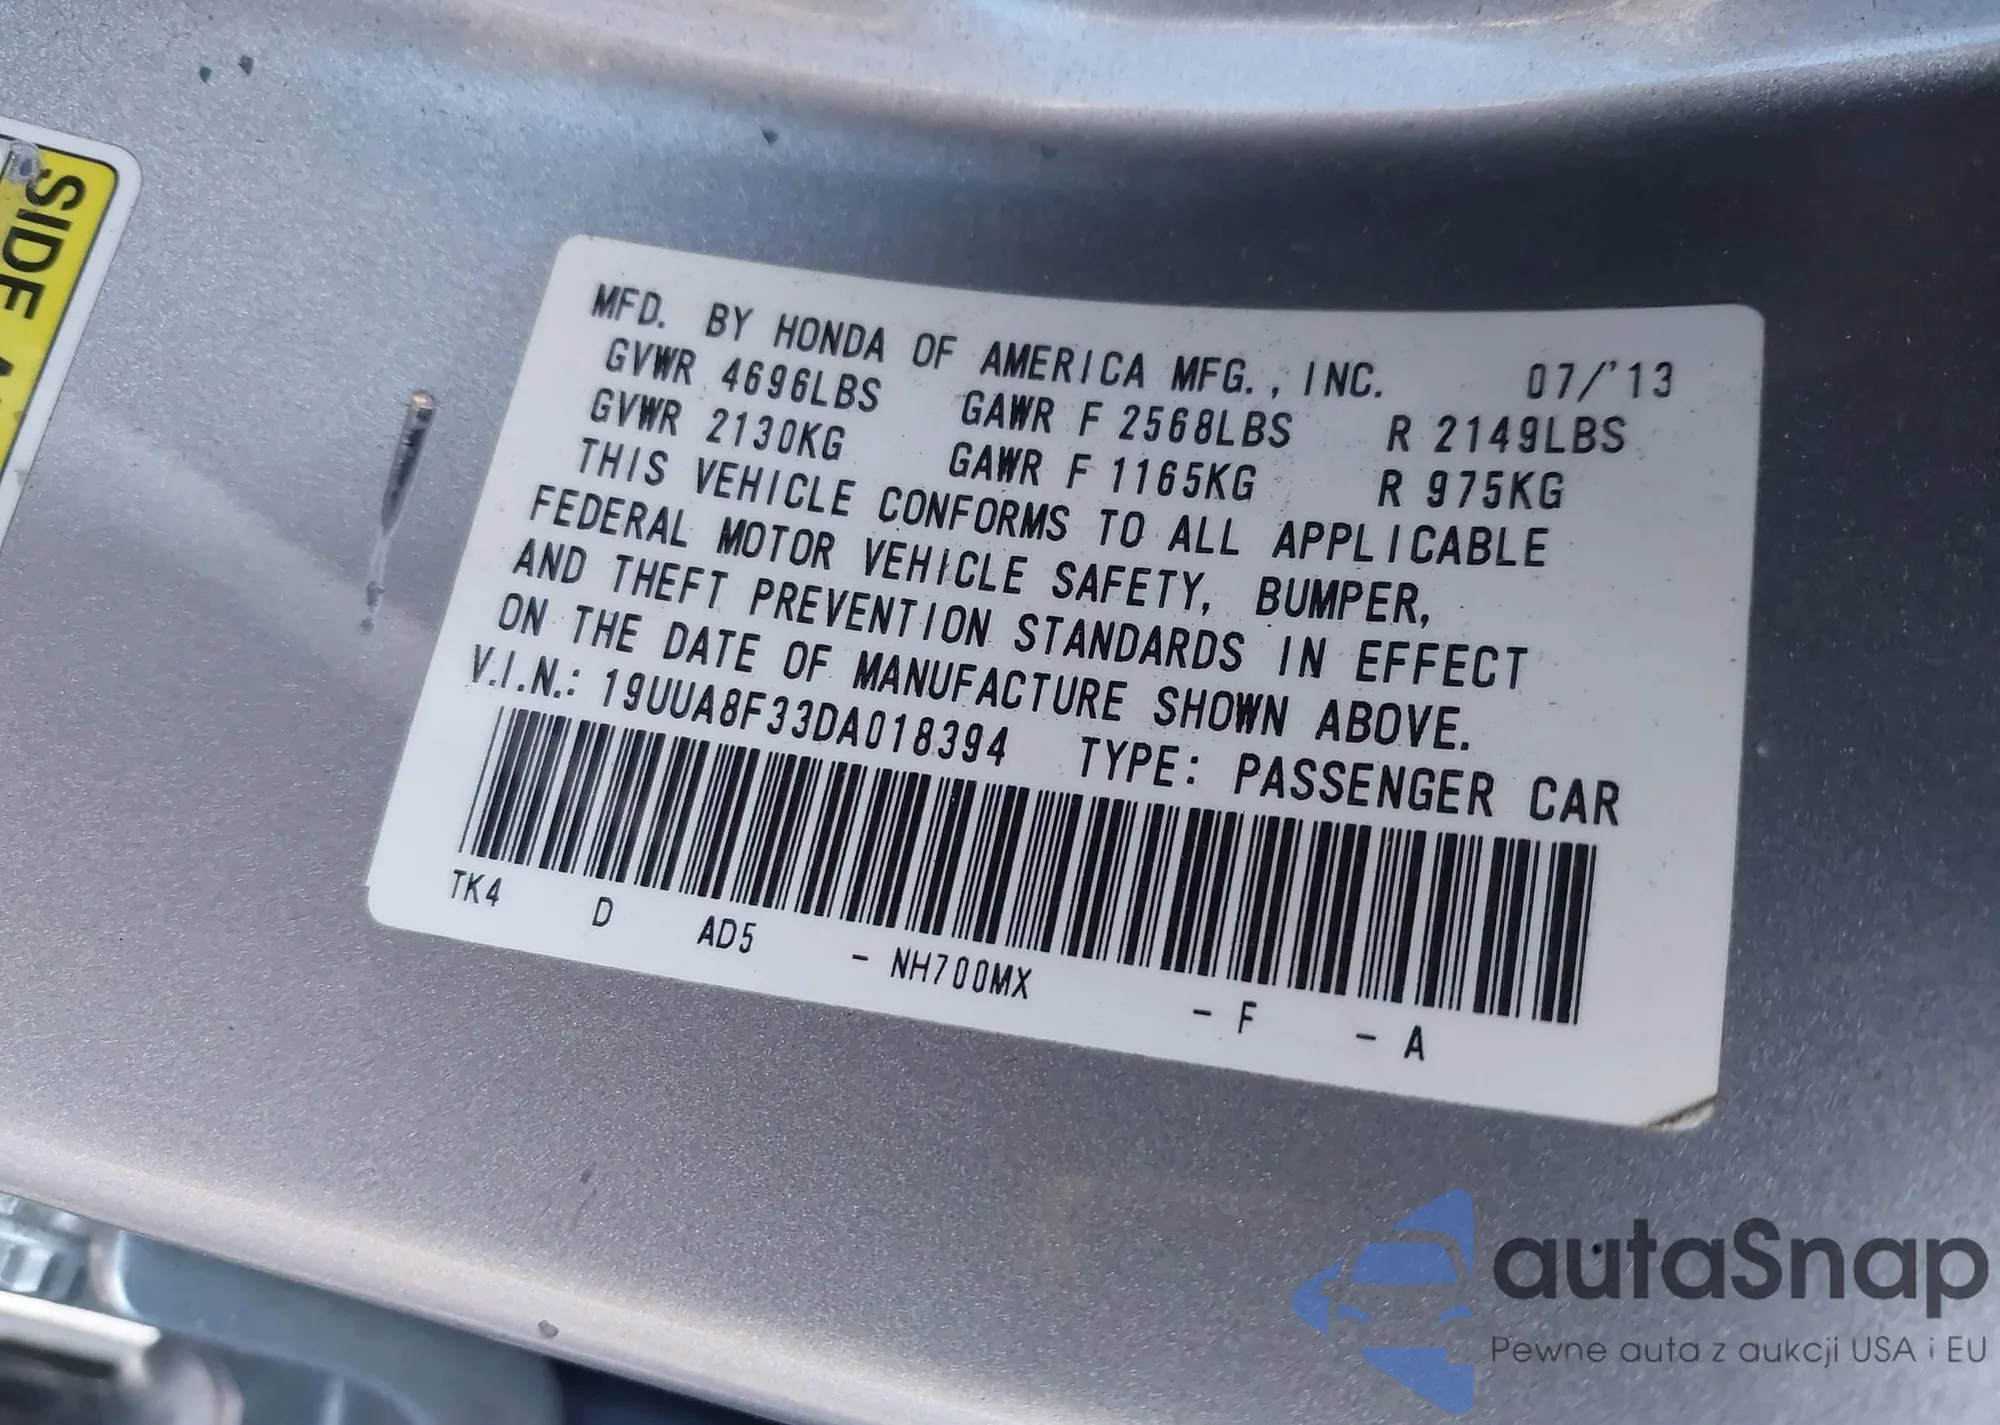 SIDE
MFD. BY HONDA OF AMERICA MFG., INC. 07/'13
GVWR 4696LBS GAWR F 2568LBS R 2149LBS
GVWR 2130KG GAWR F 1165KG R 975KG
THIS VEHICLE CONFORMS TO ALL APPLICABLE
FEDERAL MOTOR VEHICLE SAFETY, BUMPER,
AND THEFT PREVENTION STANDARDS IN EFFECT
ON THE DATE OF MANUFACTURE SHOWN ABOVE.
V.I.N.: 19UUA8F33DA018394 TYPE: PASSENGER CAR
TK4 D AD5 - NH700MX - F - A
autaSnap
Pewne auta z aukcji USA i EU